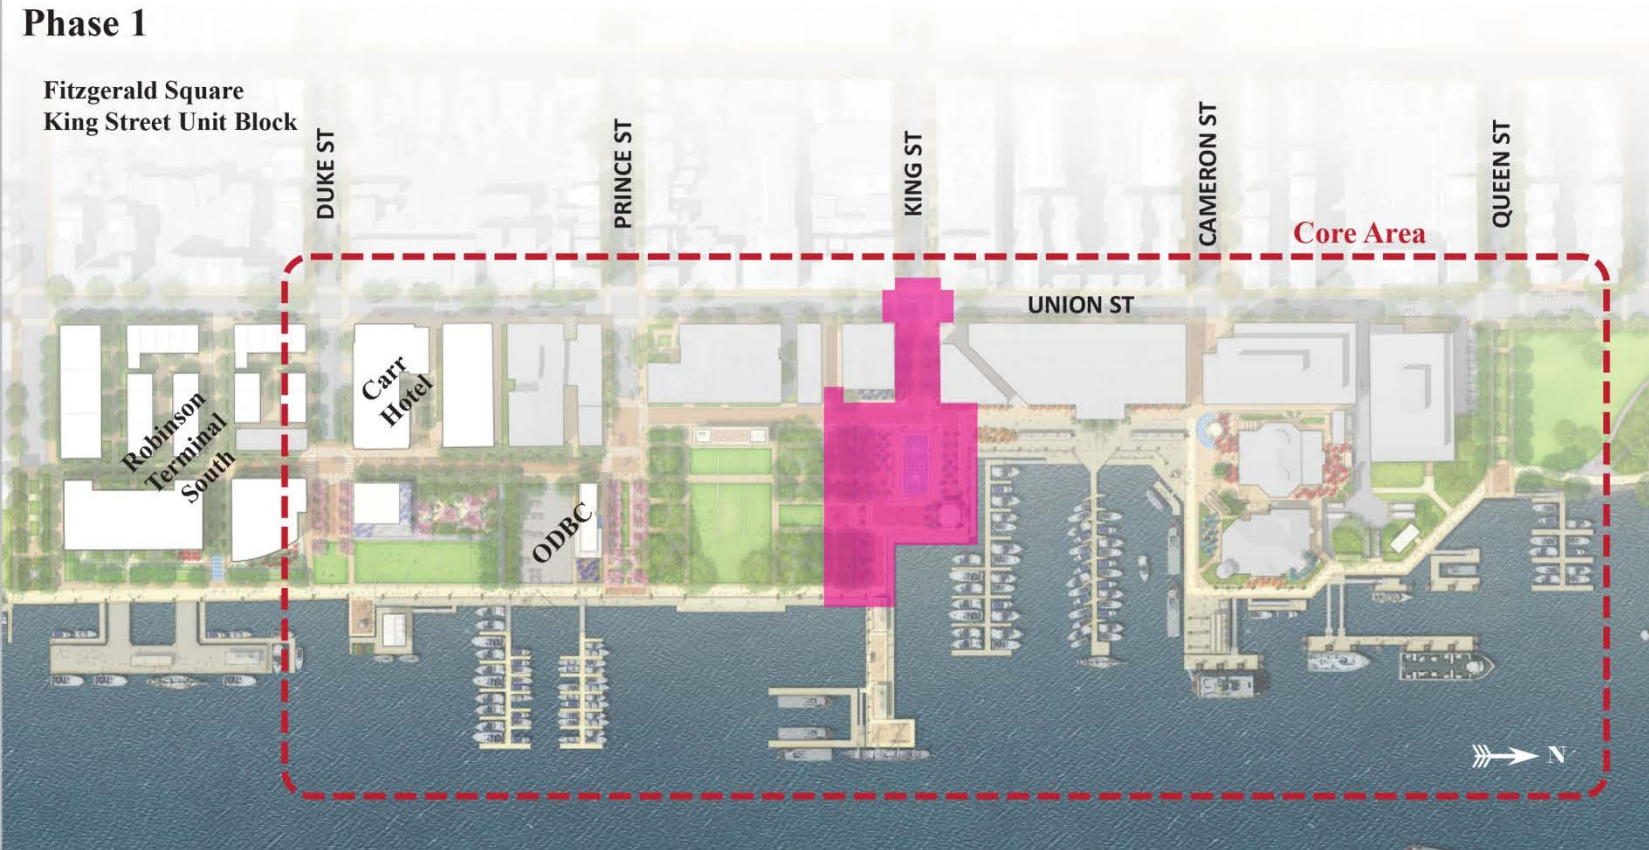 Phase 1
Fitzgerald Square
King Street Unit Block
DUKE ST
PRINCE ST
KING ST
CAMERON ST
QUEEN ST
Core Area
UNION ST
Carr
Hotel
Robinson
Terminal
South
ODBC
N